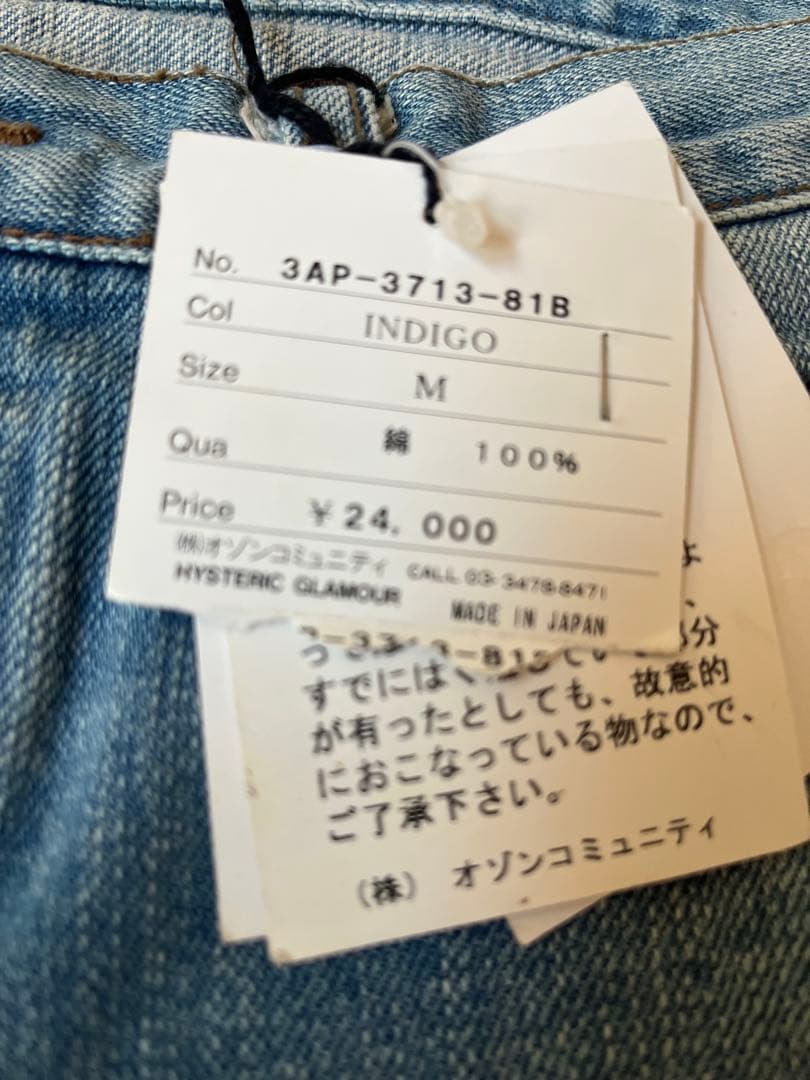 No. 3AP-3713-81B
Col INDIGO
Size M
Qua 綿 100%
Price ¥24,000
㈱オゾンコミュニティ CALL 03-3478-8471
HYSTERIC GLAMOUR MADE IN JAPAN
すでには
が有ったとしても、故意的
におこなっている物なので、
ご了承下さい。
(株) オゾンコミュニティ